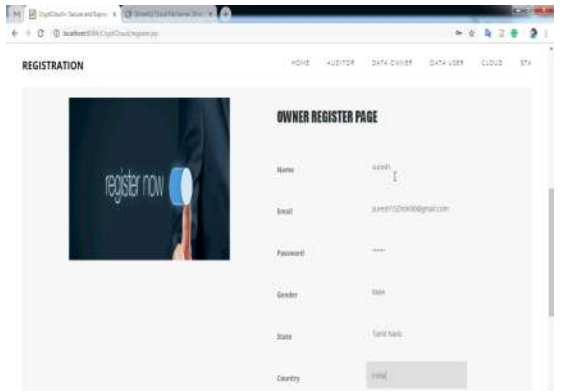 localhost
REGISTRATION
HOME AUDITOR DATA OWNER DATA USER CLOUD
OWNER REGISTER PAGE
register now
Name suresh
Email
Password
Gender Male
State Tamil Nadu
Country India